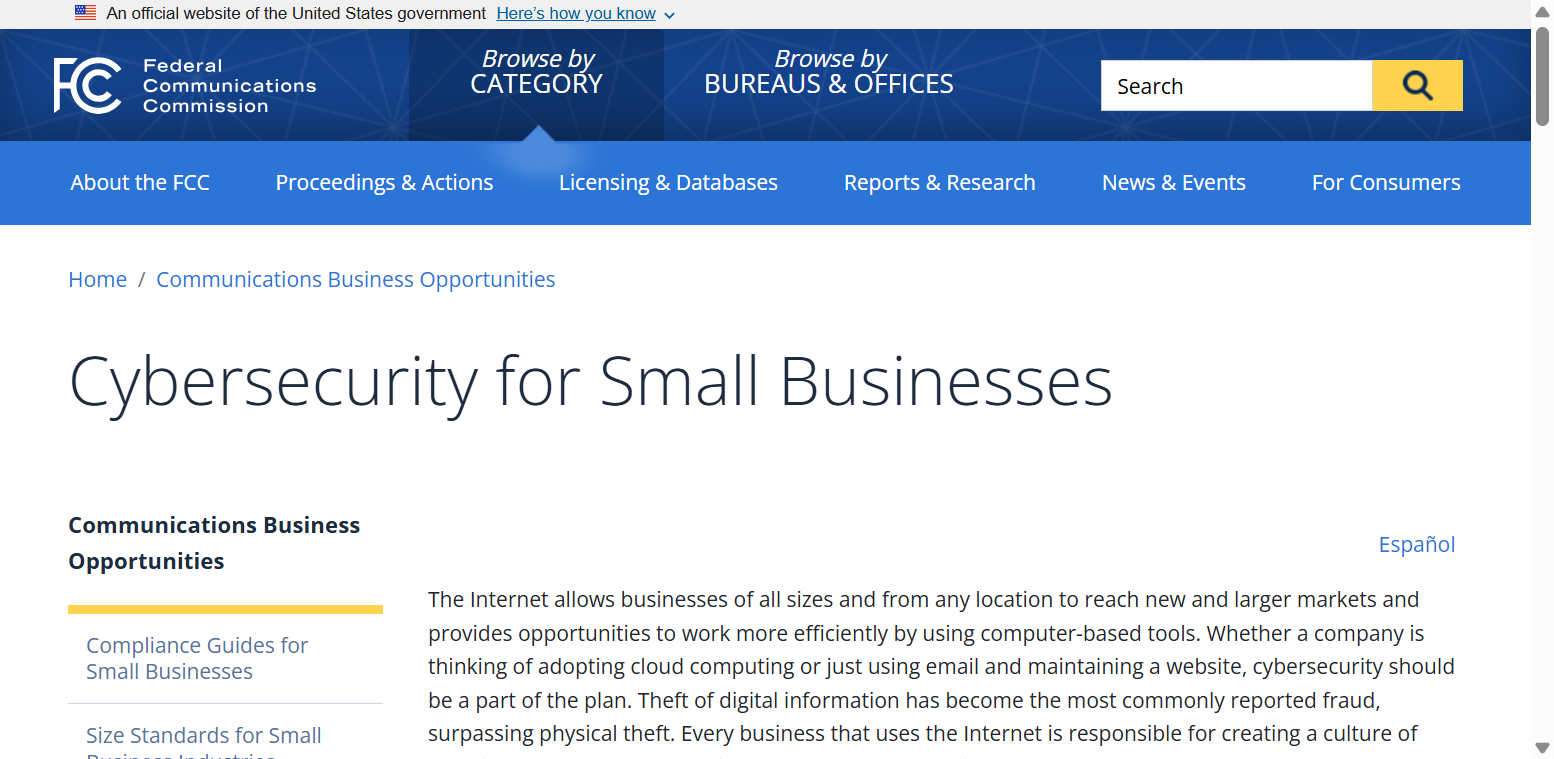 An official website of the United States government Here's how you know
Federal
Communications
Commission
Browse by
CATEGORY
Browse by
BUREAUS & OFFICES
Search
About the FCC
Proceedings & Actions
Licensing & Databases
Reports & Research
News & Events
For Consumers
Home / Communications Business Opportunities
Cybersecurity for Small Businesses
Communications Business
Opportunities
Compliance Guides for
Small Businesses
Size Standards for Small
Business Industries
Español
The Internet allows businesses of all sizes and from any location to reach new and larger markets and
provides opportunities to work more efficiently by using computer-based tools. Whether a company is
thinking of adopting cloud computing or just using email and maintaining a website, cybersecurity should
be a part of the plan. Theft of digital information has become the most commonly reported fraud,
surpassing physical theft. Every business that uses the Internet is responsible for creating a culture of